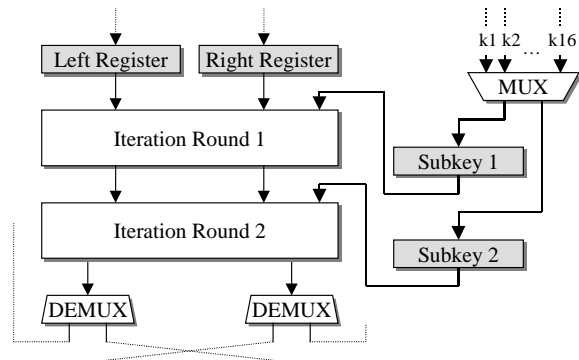 k1 k2 ... k16
Left Register Right Register MUX
Iteration Round 1
Subkey 1
Iteration Round 2
Subkey 2
DEMUX DEMUX